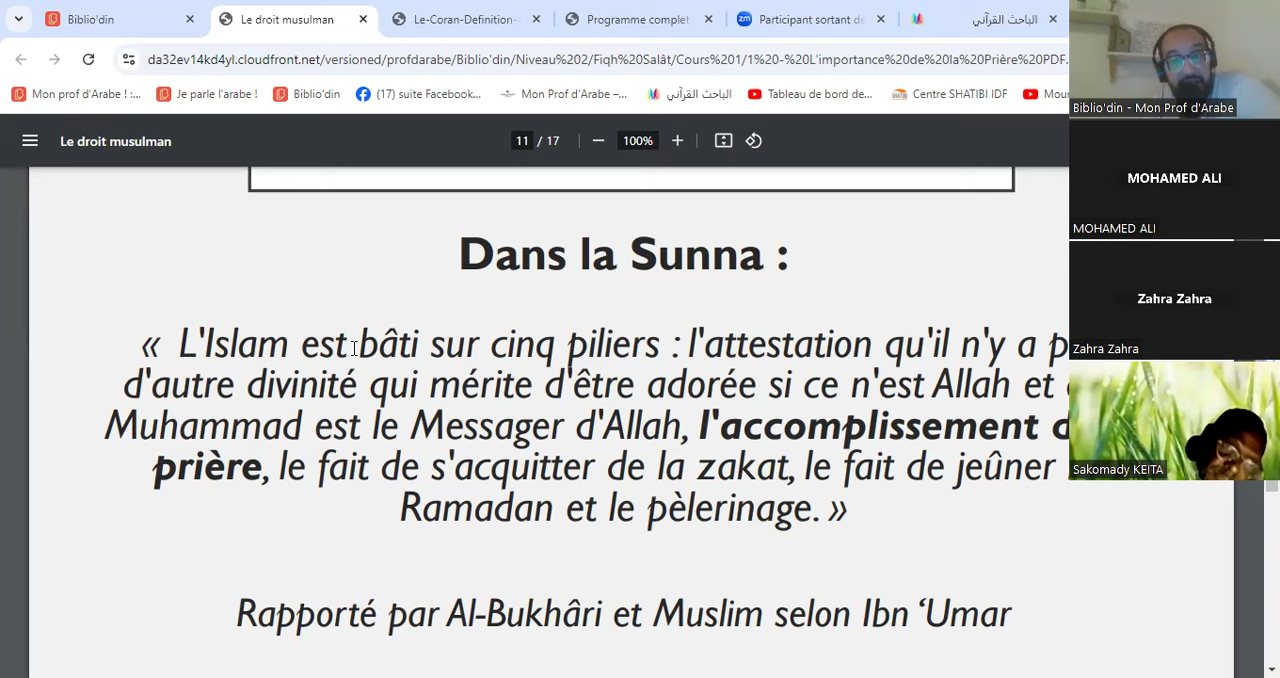 Biblio'din
Le droit musulman
Le-Coran-Definition-
Programme complet
Participant sortant de
الباحث القرآني
da32ev14kd4yl.cloudfront.net/versioned/profdarabe/Biblio'din/Niveau%202/Fiqh%20Salât/Cours%201/1%20-%20L'importance%20de%20la%20Prière%20PDF.
Mon prof d'Arabe ! :...
Je parle l'arabe !
Biblio'din
(17) suite Facebook...
Mon Prof d'Arabe –...
الباحث القرآني
Tableau de bord de...
Centre SHATIBI IDF
Mour
Le droit musulman
11 / 17
100%
Dans la Sunna :
« L'Islam est bâti sur cinq piliers : l'attestation qu'il n'y a p
d'autre divinité qui mérite d'être adorée si ce n'est Allah et
Muhammad est le Messager d'Allah, l'accomplissement d
prière, le fait de s'acquitter de la zakat, le fait de jeûner
Ramadan et le pèlerinage. »
Rapporté par Al-Bukhâri et Muslim selon Ibn ‘Umar
Biblio'din - Mon Prof d'Arabe
MOHAMED ALI
MOHAMED ALI
Zahra Zahra
Zahra Zahra
Sakomady KEITA